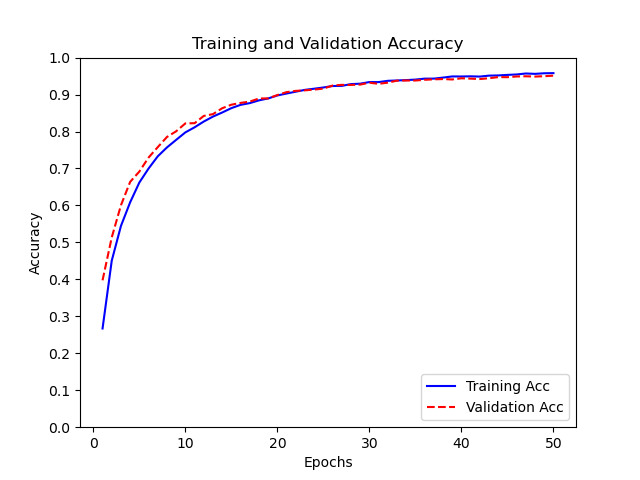 Training and Validation Accuracy
1.0
0.9
0.8
0.7
0.6
0.5
0.4
0.3
0.2
0.1
0.0
Accuracy
Training Acc
Validation Acc
0 10 20 30 40 50
Epochs